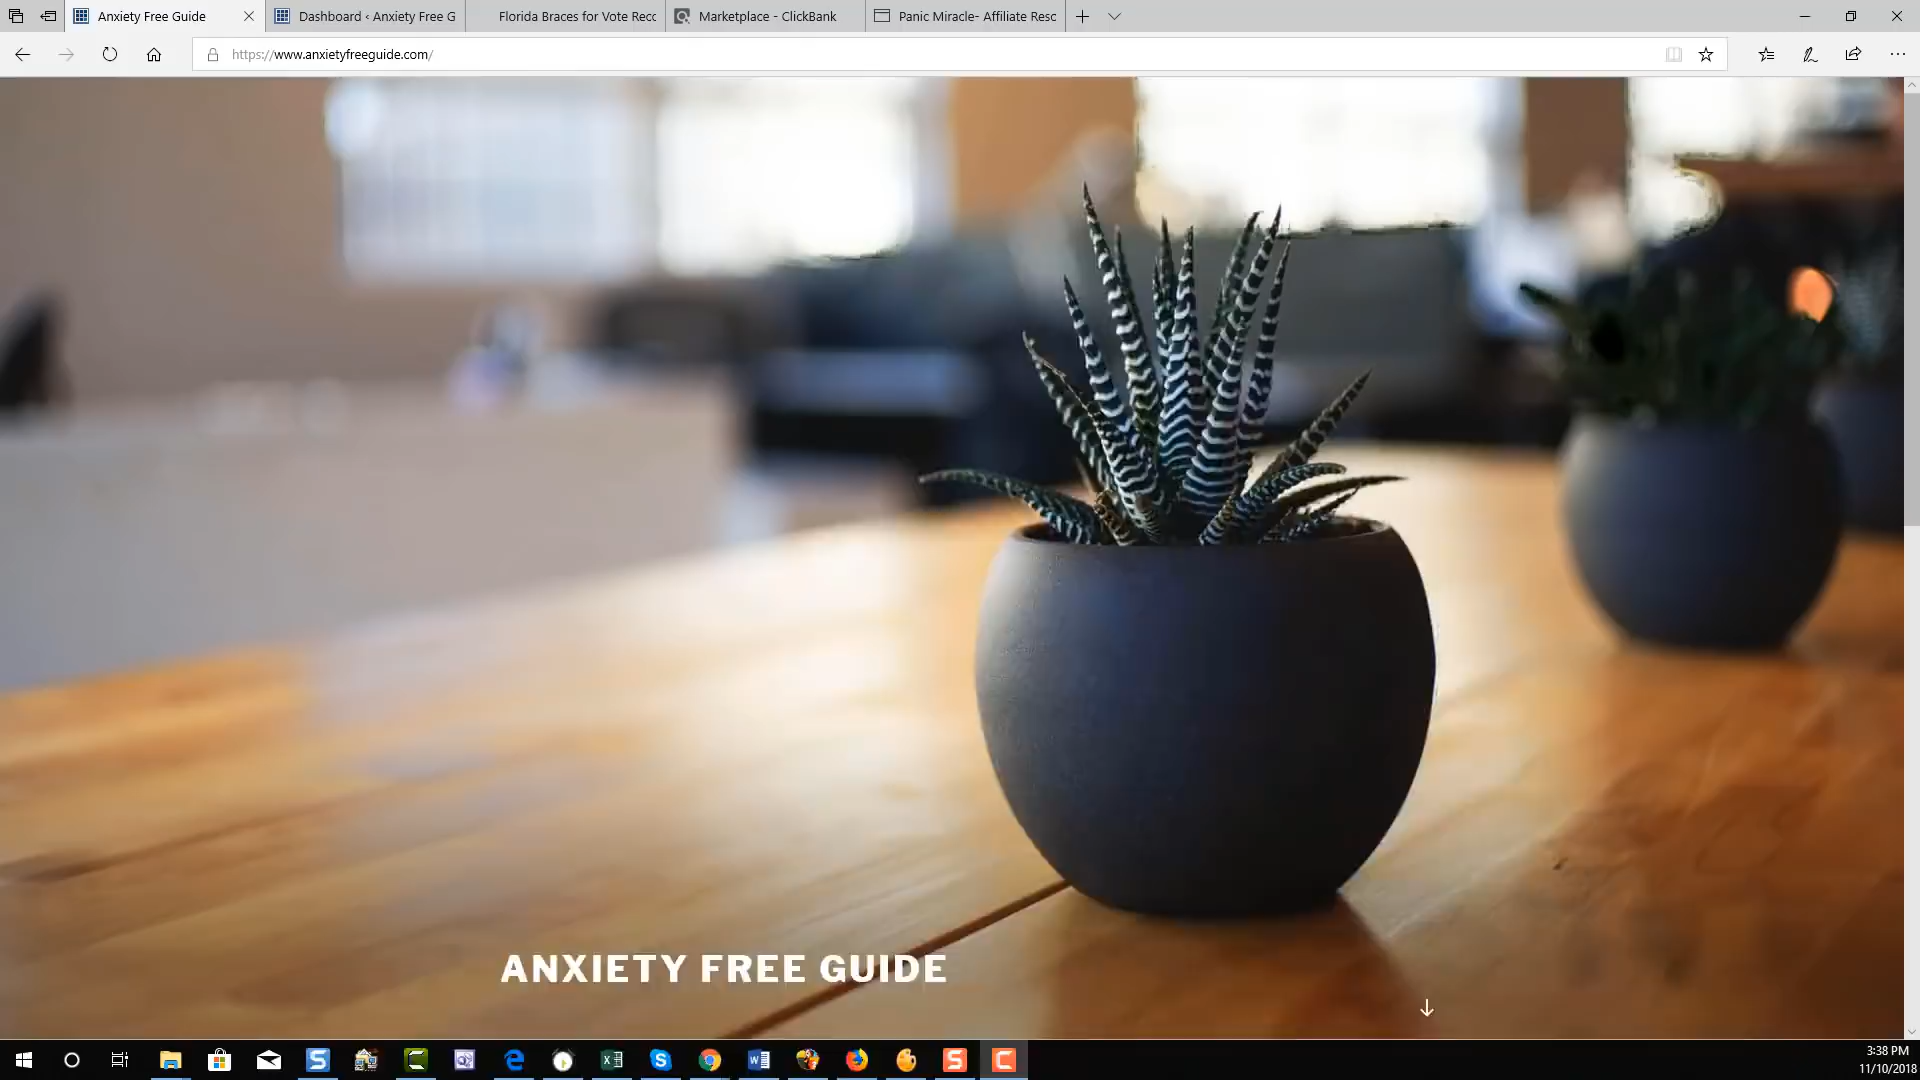 Anxiety Free Guide
Dashboard ‹ Anxiety Free G
Florida Braces for Vote Recc
Marketplace - ClickBank
Panic Miracle- Affiliate Resc
https://www.anxietyfreeguide.com/
ANXIETY FREE GUIDE
3:38 PM
11/10/2018